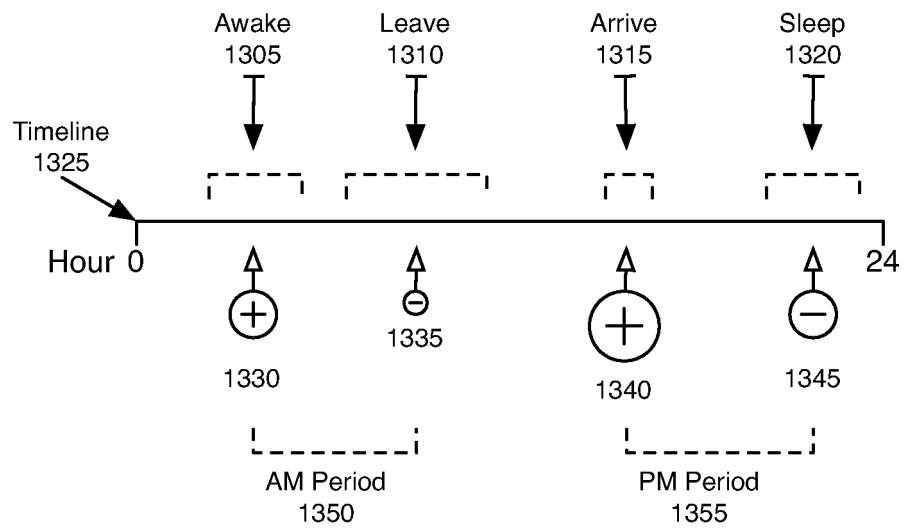 Awake
1305
Leave
1310
Arrive
1315
Sleep
1320
Timeline
1325
Hour 0
24
+
−
+
−
1330
1335
1340
1345
AM Period
1350
PM Period
1355